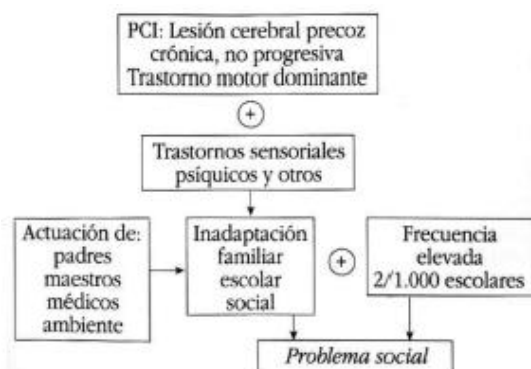 PCI: Lesión cerebral precoz
crónica, no progresiva
Trastorno motor dominante
+
Trastornos sensoriales
psíquicos y otros
Actuación de:
padres
maestros
médicos
ambiente
Inadaptación
familiar
escolar
social
+
Frecuencia
elevada
2/1.000 escolares
Problema social